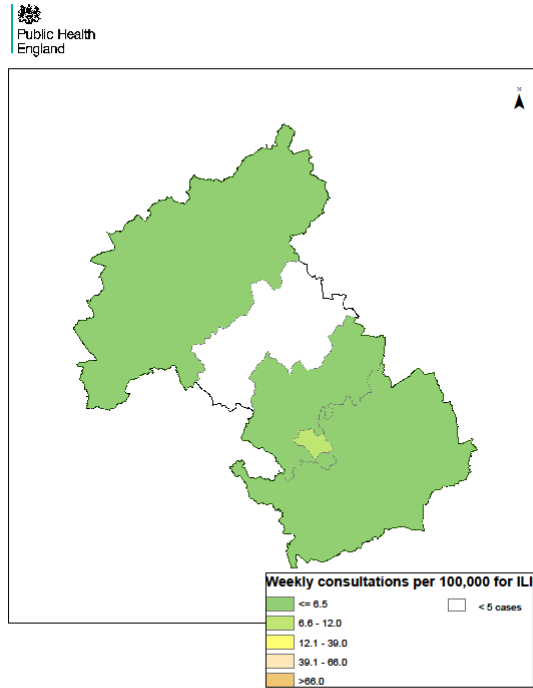 Public Health
England
N
Weekly consultations per 100,000 for ILI
<= 6.5
< 5 cases
6.6 - 12.0
12.1 - 39.0
39.1 - 66.0
>66.0